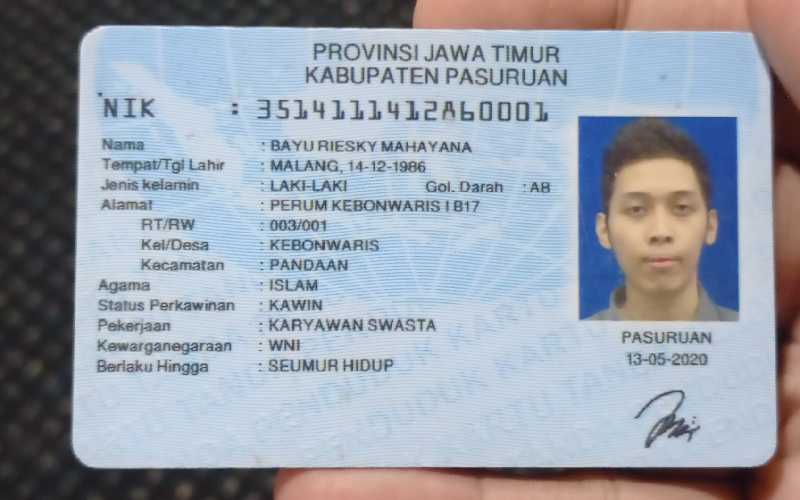 PROVINSI JAWA TIMUR
KABUPATEN PASURUAN
NIK : 3514111412860001
Nama : BAYU RIESKY MAHAYANA
Tempat/Tgl Lahir : MALANG, 14-12-1986
Jenis kelamin : LAKI-LAKI Gol. Darah : AB
Alamat : PERUM KEBONWARIS I B17
RT/RW : 003/001
Kel/Desa : KEBONWARIS
Kecamatan : PANDAAN
Agama : ISLAM
Status Perkawinan : KAWIN
Pekerjaan : KARYAWAN SWASTA
Kewarganegaraan : WNI
Berlaku Hingga : SEUMUR HIDUP
PASURUAN
13-05-2020